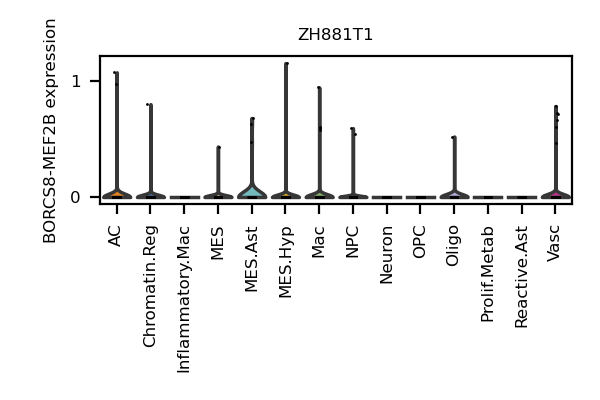 ZH881T1
BORCS8-MEF2B expression
1
0
AC
Chromatin.Reg
Inflammatory.Mac
MES
MES.Ast
MES.Hyp
Mac
NPC
Neuron
OPC
Oligo
Prolif.Metab
Reactive.Ast
Vasc